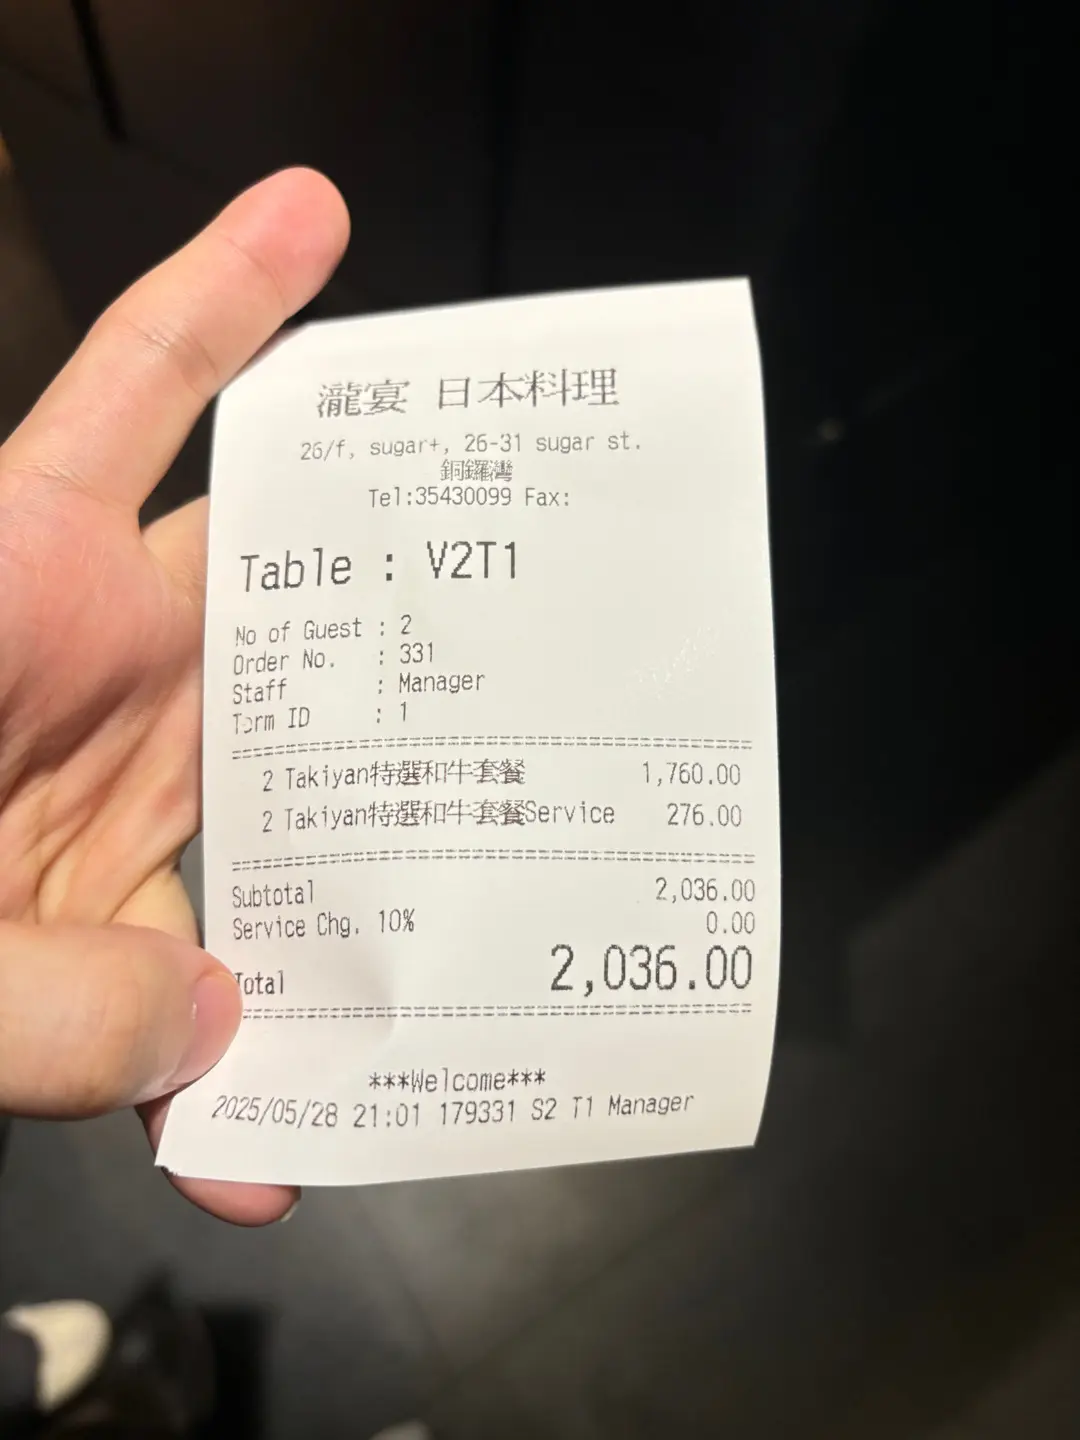 瀧宴 日本料理
26/f, sugar+, 26-31 sugar st.
銅鑼灣
Tel:35430099 Fax:
Table : V2T1
No of Guest : 2
Order No. : 331
Staff : Manager
Term ID : 1
2 Takiyan特選和牛套餐 1,760.00
2 Takiyan特選和牛套餐Service 276.00
Subtotal 2,036.00
Service Chg. 10% 0.00
Total 2,036.00
***Welcome***
2025/05/28 21:01 179331 S2 T1 Manager